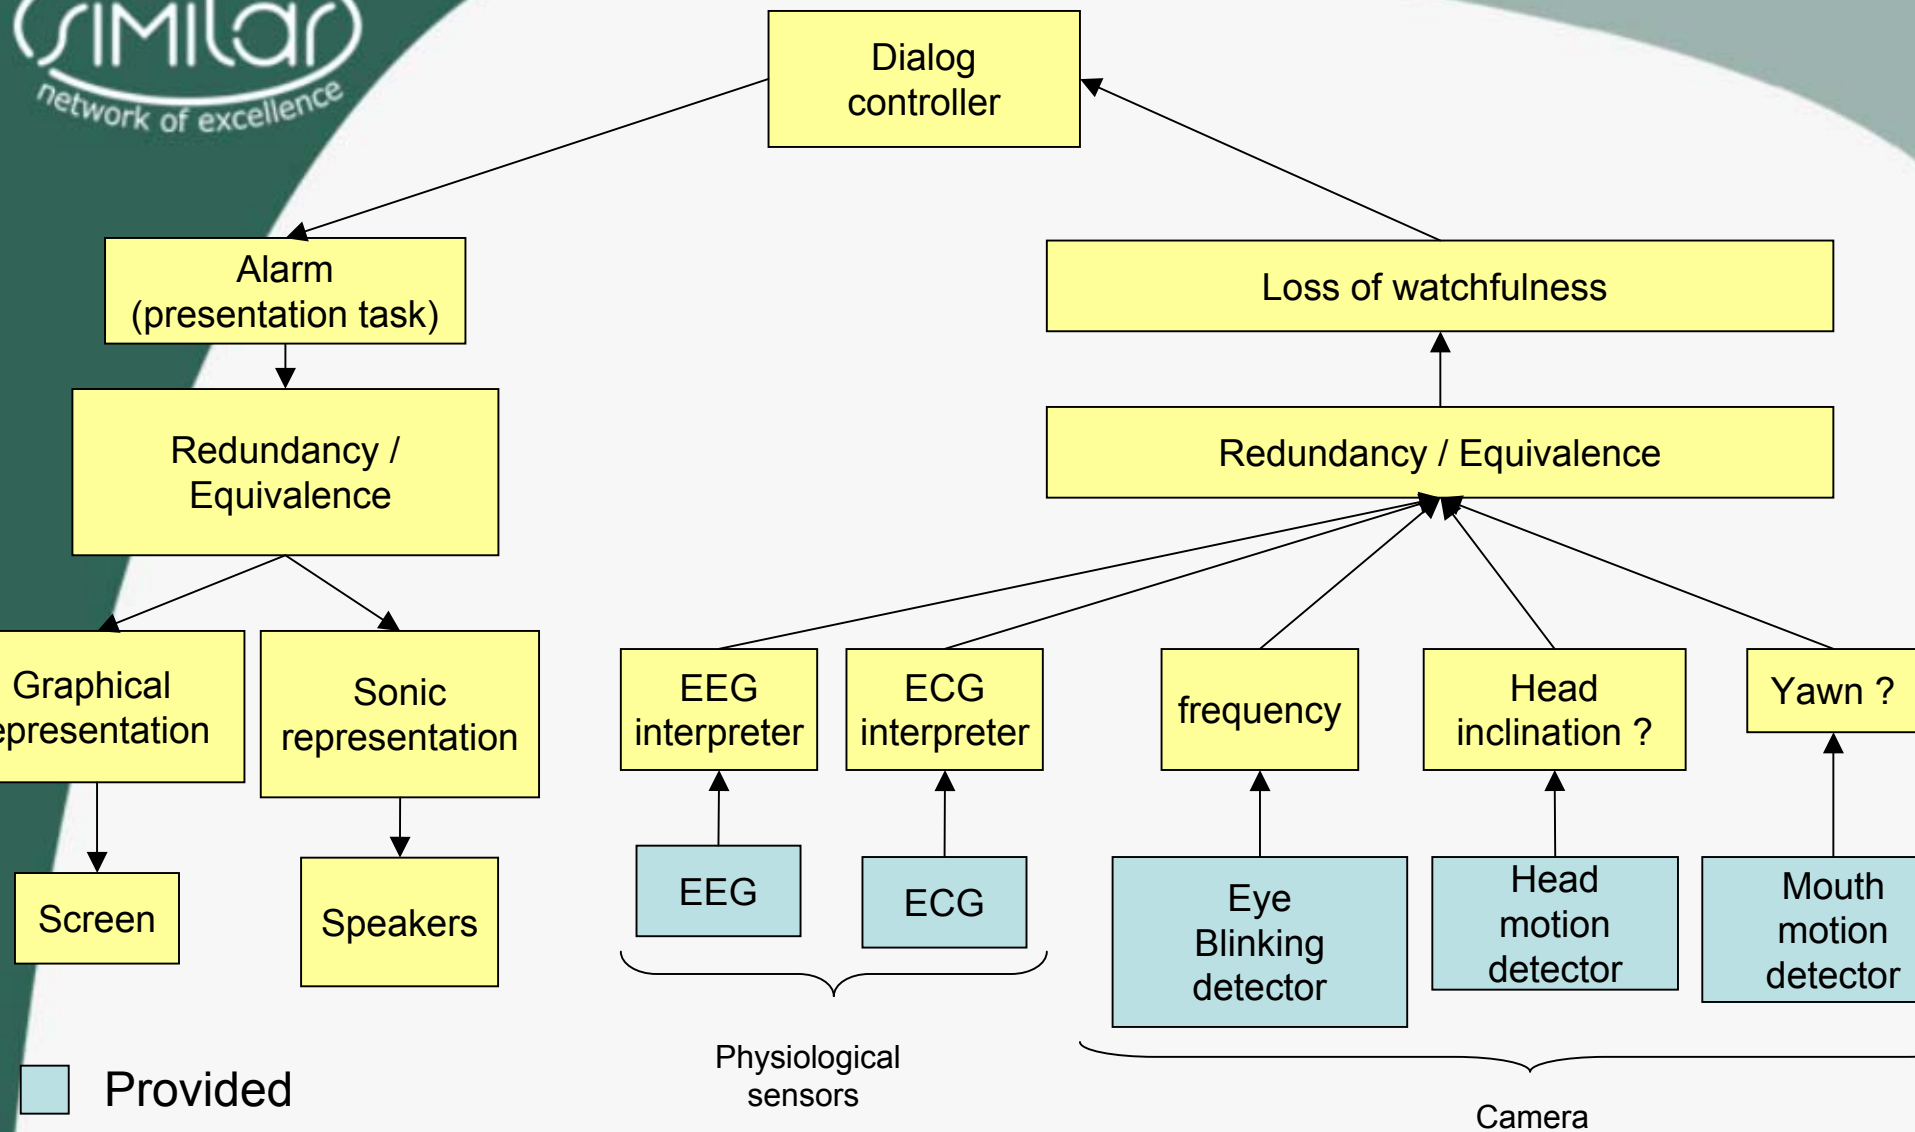 SIMILAR
network of excellence
Dialog
controller
Alarm
(presentation task)
Loss of watchfulness
Redundancy /
Equivalence
Redundancy / Equivalence
Graphical
epresentation
Sonic
representation
EEG
interpreter
ECG
interpreter
frequency
Head
inclination ?
Yawn ?
Screen
Speakers
EEG
ECG
Eye
Blinking
detector
Head
motion
detector
Mouth
motion
detector
Physiological
sensors
Camera
Provided